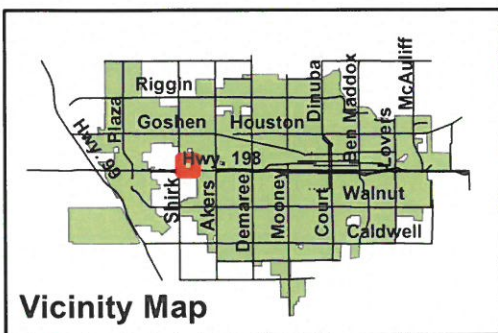 Riggin
Goshen
Houston
Plaza
Hwy. 99
Hwy. 198
Shirk
Akers
Demaree
Mooney
Court
Dinuba
Ben Maddox
Lovers
McAuliff
Walnut
Caldwell
Vicinity Map